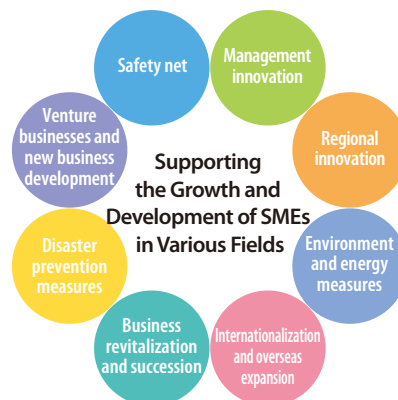 Safety net
Management
innovation
Venture
businesses and
new business
development
Regional
innovation
Supporting
the Growth and
Development of SMEs
in Various Fields
Disaster
prevention
measures
Environment
and energy
measures
Business
revitalization
and succession
Internationalization
and overseas
expansion